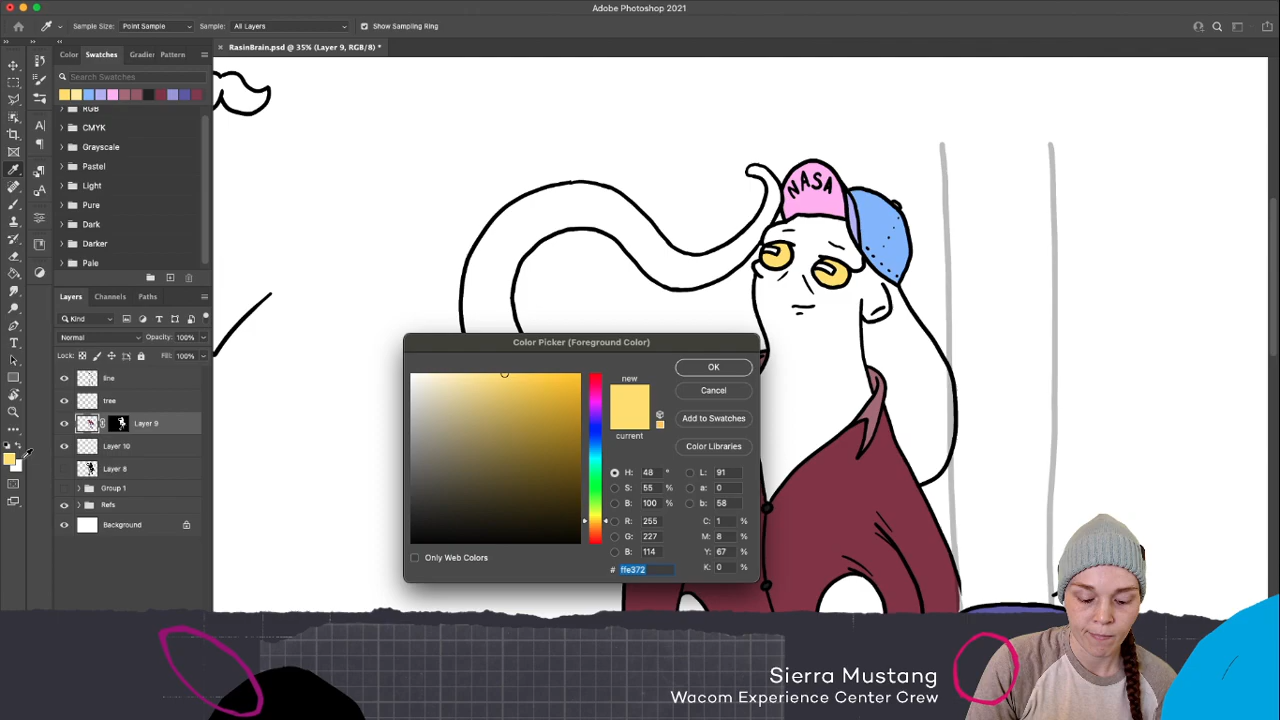 Adobe Photoshop 2021
Sample Size: Point Sample Sample: All Layers Show Sampling Ring
Color Swatches Gradier Pattern
× RasinBrain.psd @ 35% (Layer 9, RGB/8) *
Search Swatches
RGB
CMYK
Grayscale
Pastel
Light
Pure
Dark
Darker
Pale
Layers Channels Paths
Kind
Normal Opacity: 100%
Lock: Fill: 100%
line
tree
Layer 9
Layer 10
Layer 8
Group 1
Refs
Background
NASA
Color Picker (Foreground Color)
new
current
OK
Cancel
Add to Swatches
Color Libraries
H: 48 ° L: 91
S: 55 % a: 0
B: 100 % b: 58
R: 255 C: 1 %
G: 227 M: 8 %
B: 114 Y: 67 %
# ffe372 K: 0 %
Only Web Colors
Sierra Mustang
Wacom Experience Center Crew